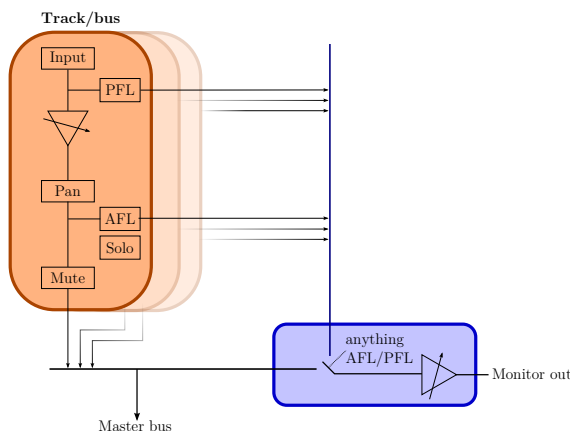 Track/bus
Input
PFL
Pan
AFL
Solo
Mute
anything
AFL/PFL
Monitor out
Master bus